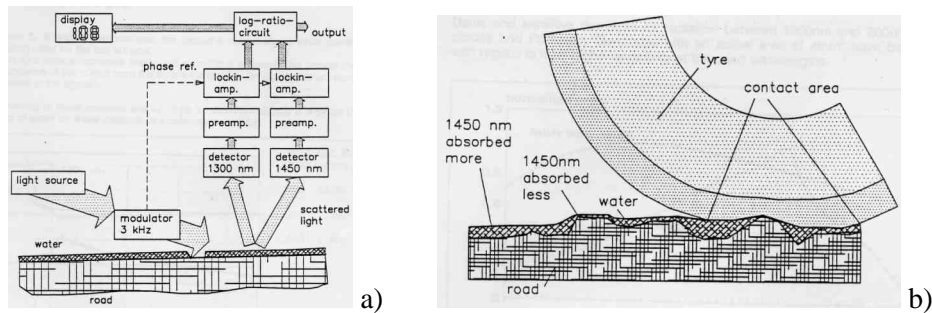 display
1.08
log-ratio-
circuit
output
phase ref.
lockin-
amp.
lockin-
amp.
preamp.
preamp.
detector
1300 nm
detector
1450 nm
light source
modulator
3 kHz
scattered
light
water
road
a)
tyre
contact area
1450 nm
absorbed
more
1450nm
absorbed
less
water
road
b)